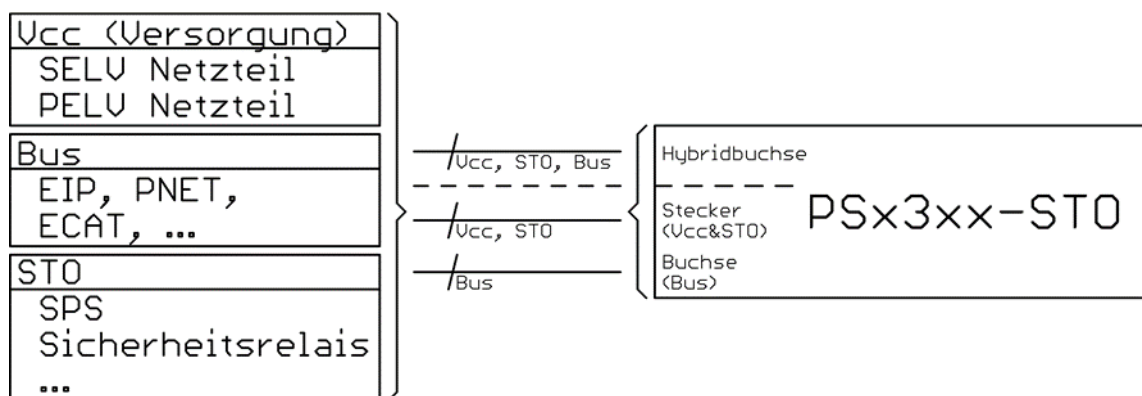 Vcc (Versorgung)
SELV Netzteil
PELV Netzteil
Bus
EIP, PNET,
ECAT, ...
STO
SPS
Sicherheitsrelais
...
Vcc, STO, Bus
Vcc, STO
Bus
Hybridbuchse
Stecker
(Vcc&STO)
Buchse
(Bus)
PSx3xx-STO